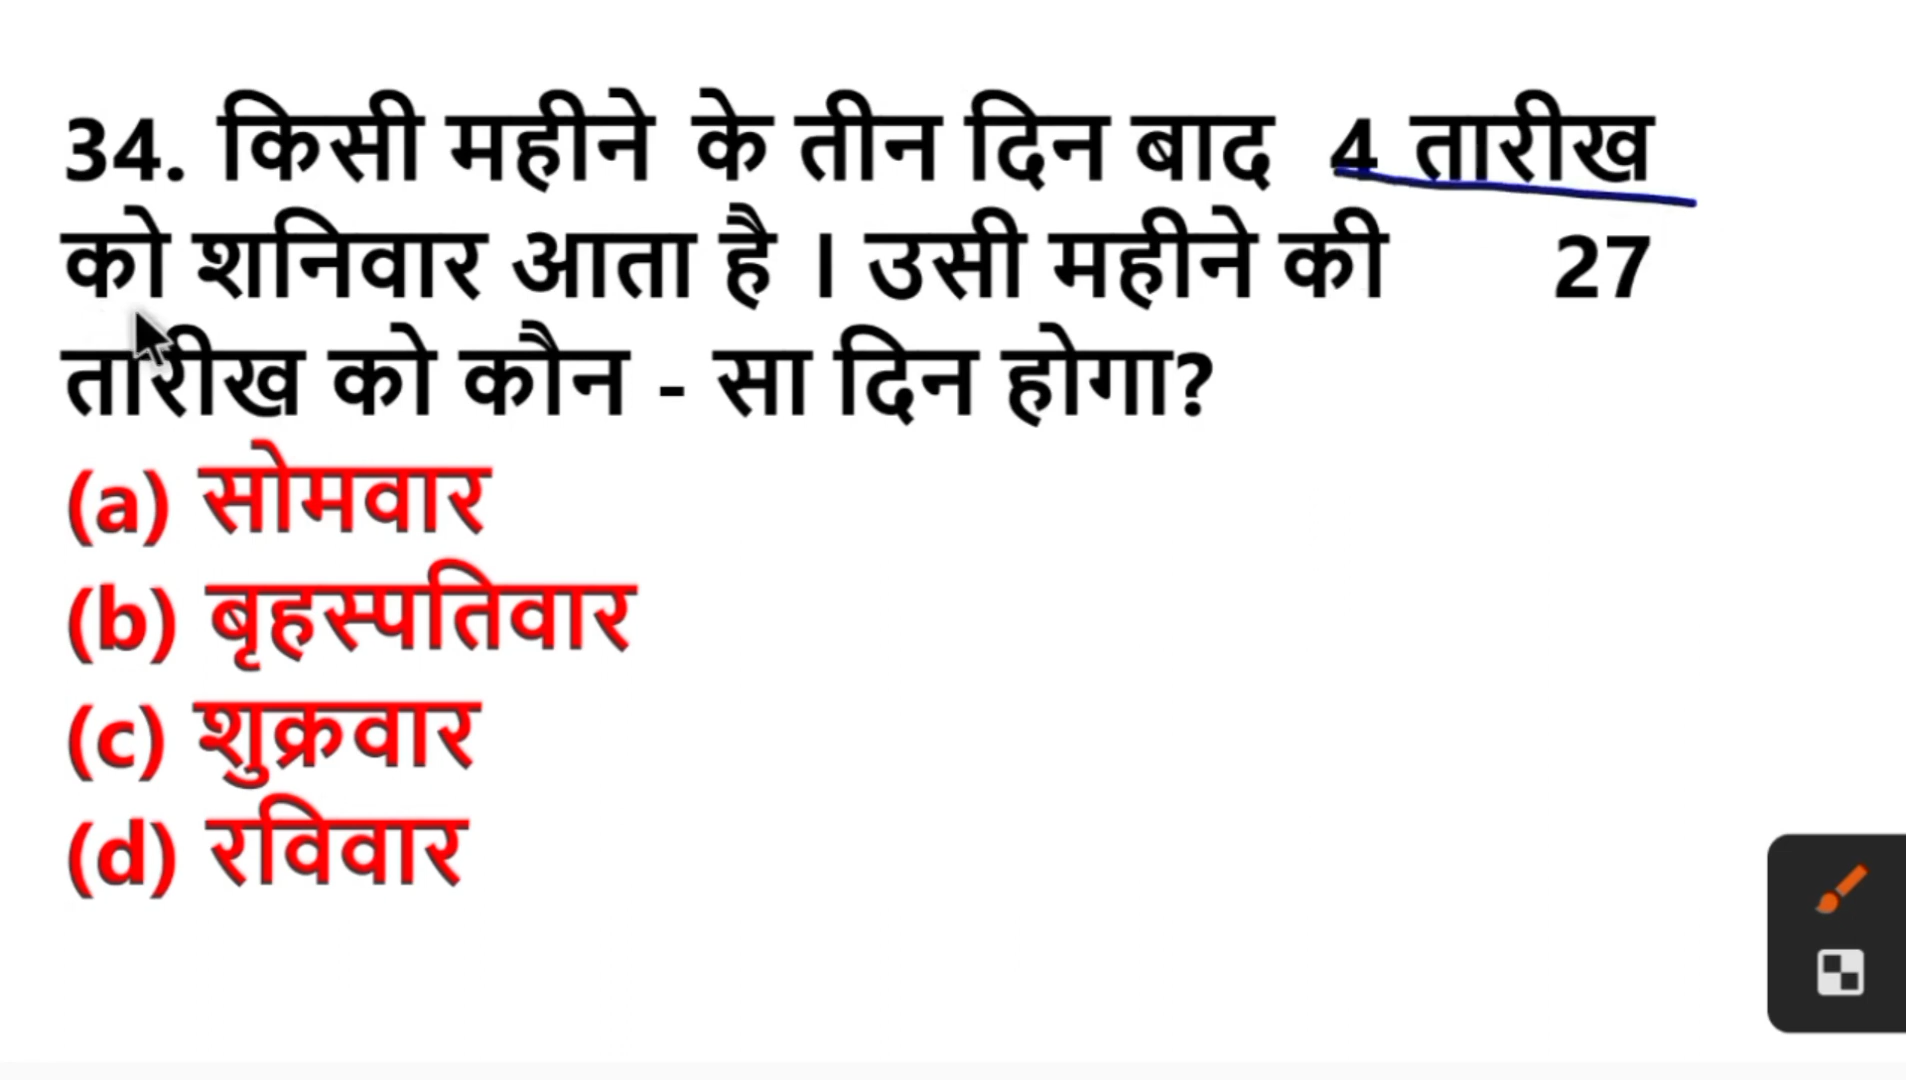 34. किसी महीने के तीन दिन बाद 4 तारीख
को शनिवार आता है । उसी महीने की 27
तारीख को कौन - सा दिन होगा?
(a) सोमवार
(b) बृहस्पतिवार
(c) शुक्रवार
(d) रविवार